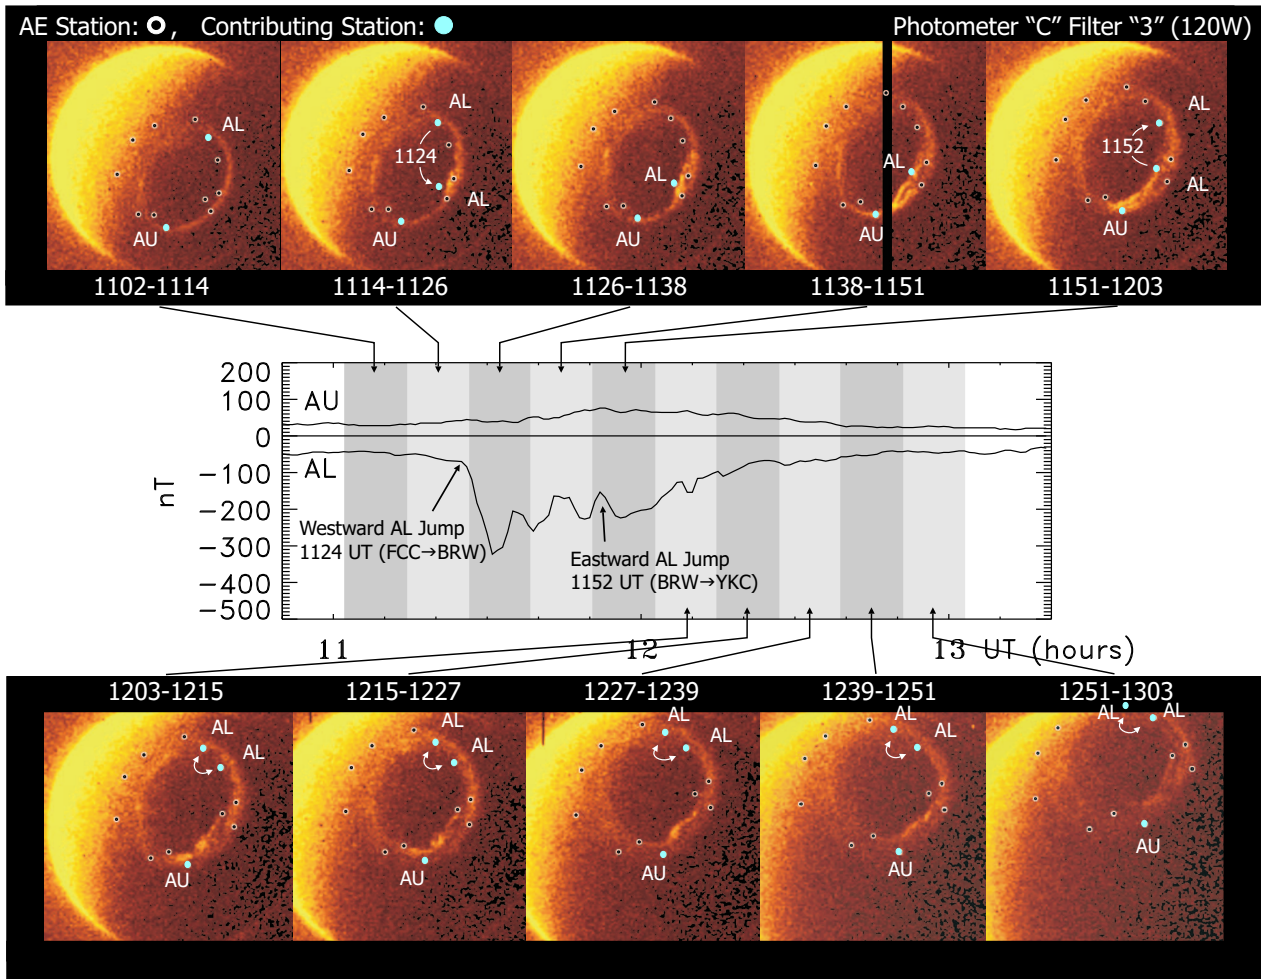 AE Station: , Contributing Station:
Photometer “C” Filter “3” (120W)
AL
AU
AL
1124
AL
AU
AL
AU
AL
AU
AL
1152
AL
AU
1102-1114
1114-1126
1126-1138
1138-1151
1151-1203
200
100
0
−100
−200
−300
−400
−500
nT
AU
AL
Westward AL Jump
1124 UT (FCC→BRW)
Eastward AL Jump
1152 UT (BRW→YKC)
11
12
13
UT (hours)
1203-1215
1215-1227
1227-1239
1239-1251
1251-1303
AL
AL
AU
AL
AL
AU
AL
AL
AU
AL
AL
AU
AL
AL
AU